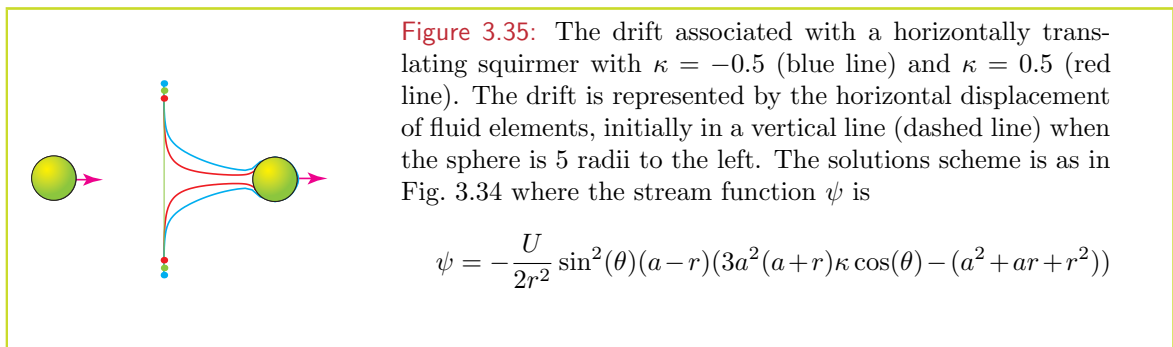 Figure 3.35: The drift associated with a horizontally trans-
lating squirmer with κ = −0.5 (blue line) and κ = 0.5 (red
line). The drift is represented by the horizontal displacement
of fluid elements, initially in a vertical line (dashed line) when
the sphere is 5 radii to the left. The solutions scheme is as in
Fig. 3.34 where the stream function ψ is
ψ = −U/2r² sin²(θ)(a−r)(3a²(a+r)κ cos(θ) − (a²+ar+r²))